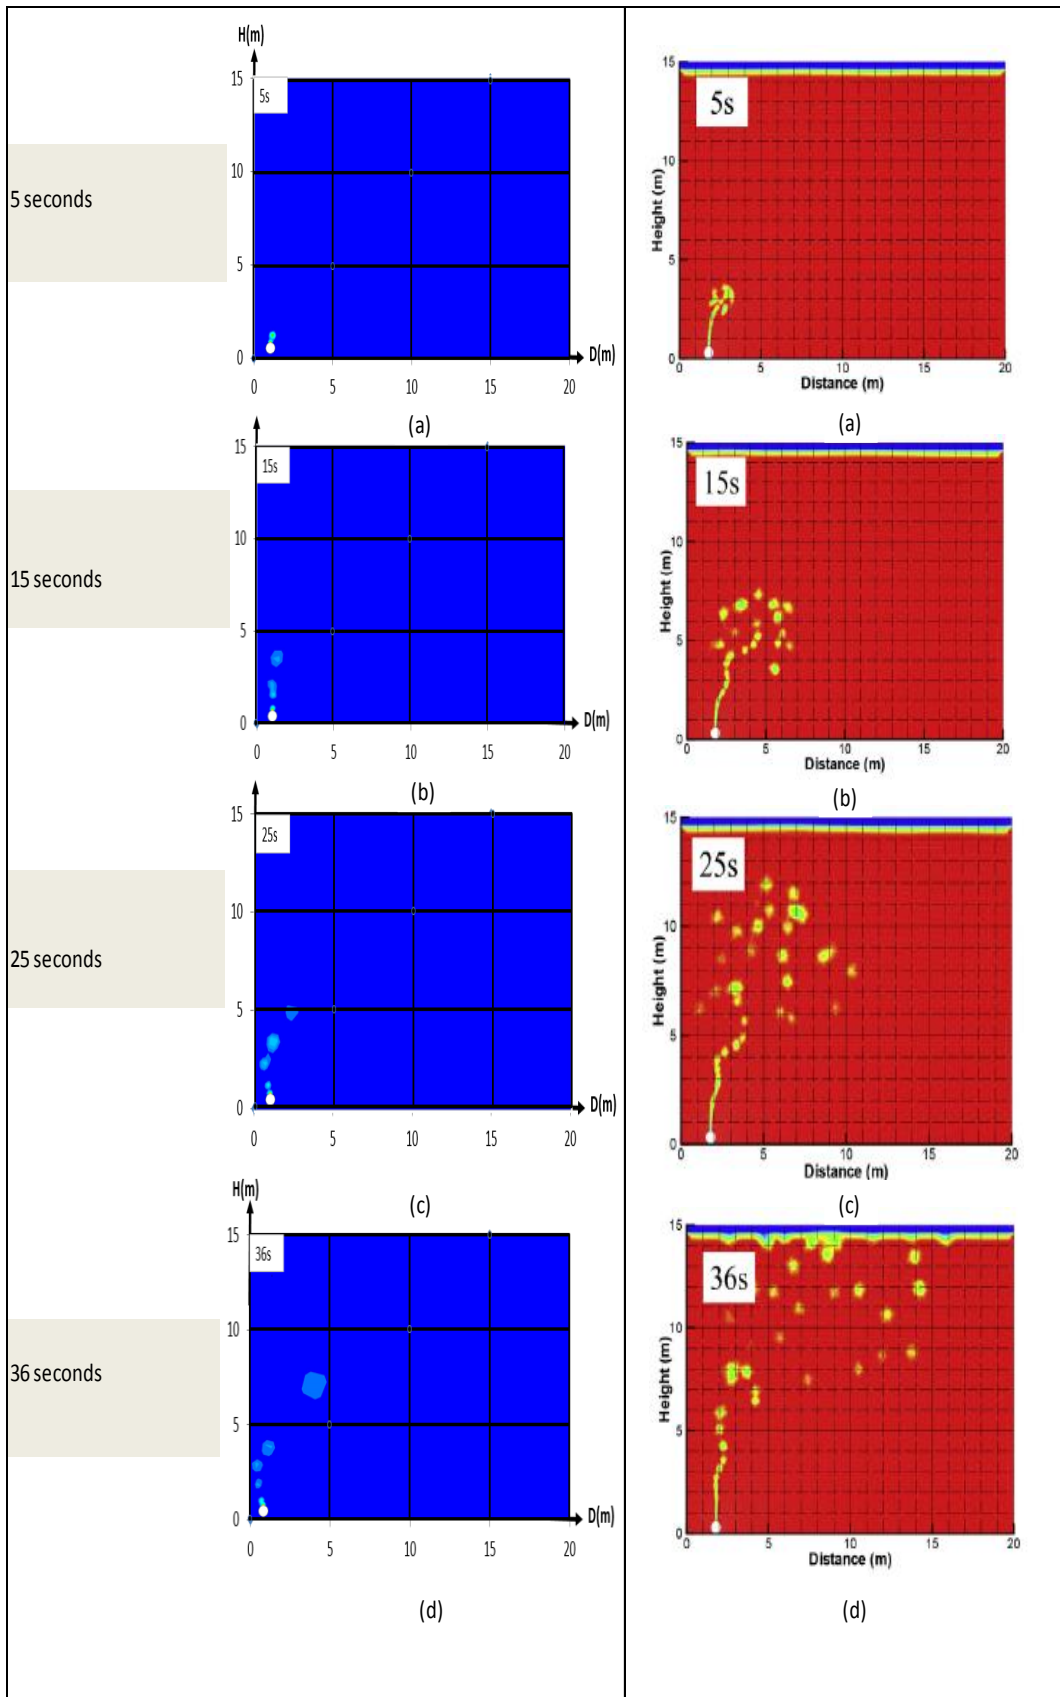 5 seconds
H(m)
15
5s
10
5
0
D(m)
0 5 10 15 20
(a)
15
5s
10
5
0
Height (m)
0 5 10 15 20
Distance (m)
(a)
15 seconds
15
15s
10
5
0
D(m)
0 5 10 15 20
(b)
15
15s
10
5
0
Height (m)
0 5 10 15 20
Distance (m)
(b)
25 seconds
15
25s
10
5
0
D(m)
0 5 10 15 20
(c)
15
25s
10
5
0
Height (m)
0 5 10 15 20
Distance (m)
(c)
36 seconds
H(m)
15
36s
10
5
0
D(m)
0 5 10 15 20
(d)
15
36s
10
5
0
Height (m)
0 5 10 15 20
Distance (m)
(d)